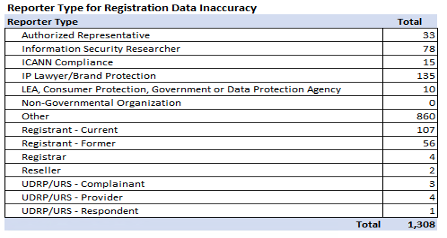 Reporter Type for Registration Data Inaccuracy
Reporter Type Total
Authorized Representative 33
Information Security Researcher 78
ICANN Compliance 15
IP Lawyer/Brand Protection 135
LEA, Consumer Protection, Government or Data Protection Agency 10
Non-Governmental Organization 0
Other 860
Registrant - Current 107
Registrant - Former 56
Registrar 4
Reseller 2
UDRP/URS - Complainant 3
UDRP/URS - Provider 4
UDRP/URS - Respondent 1
Total 1,308